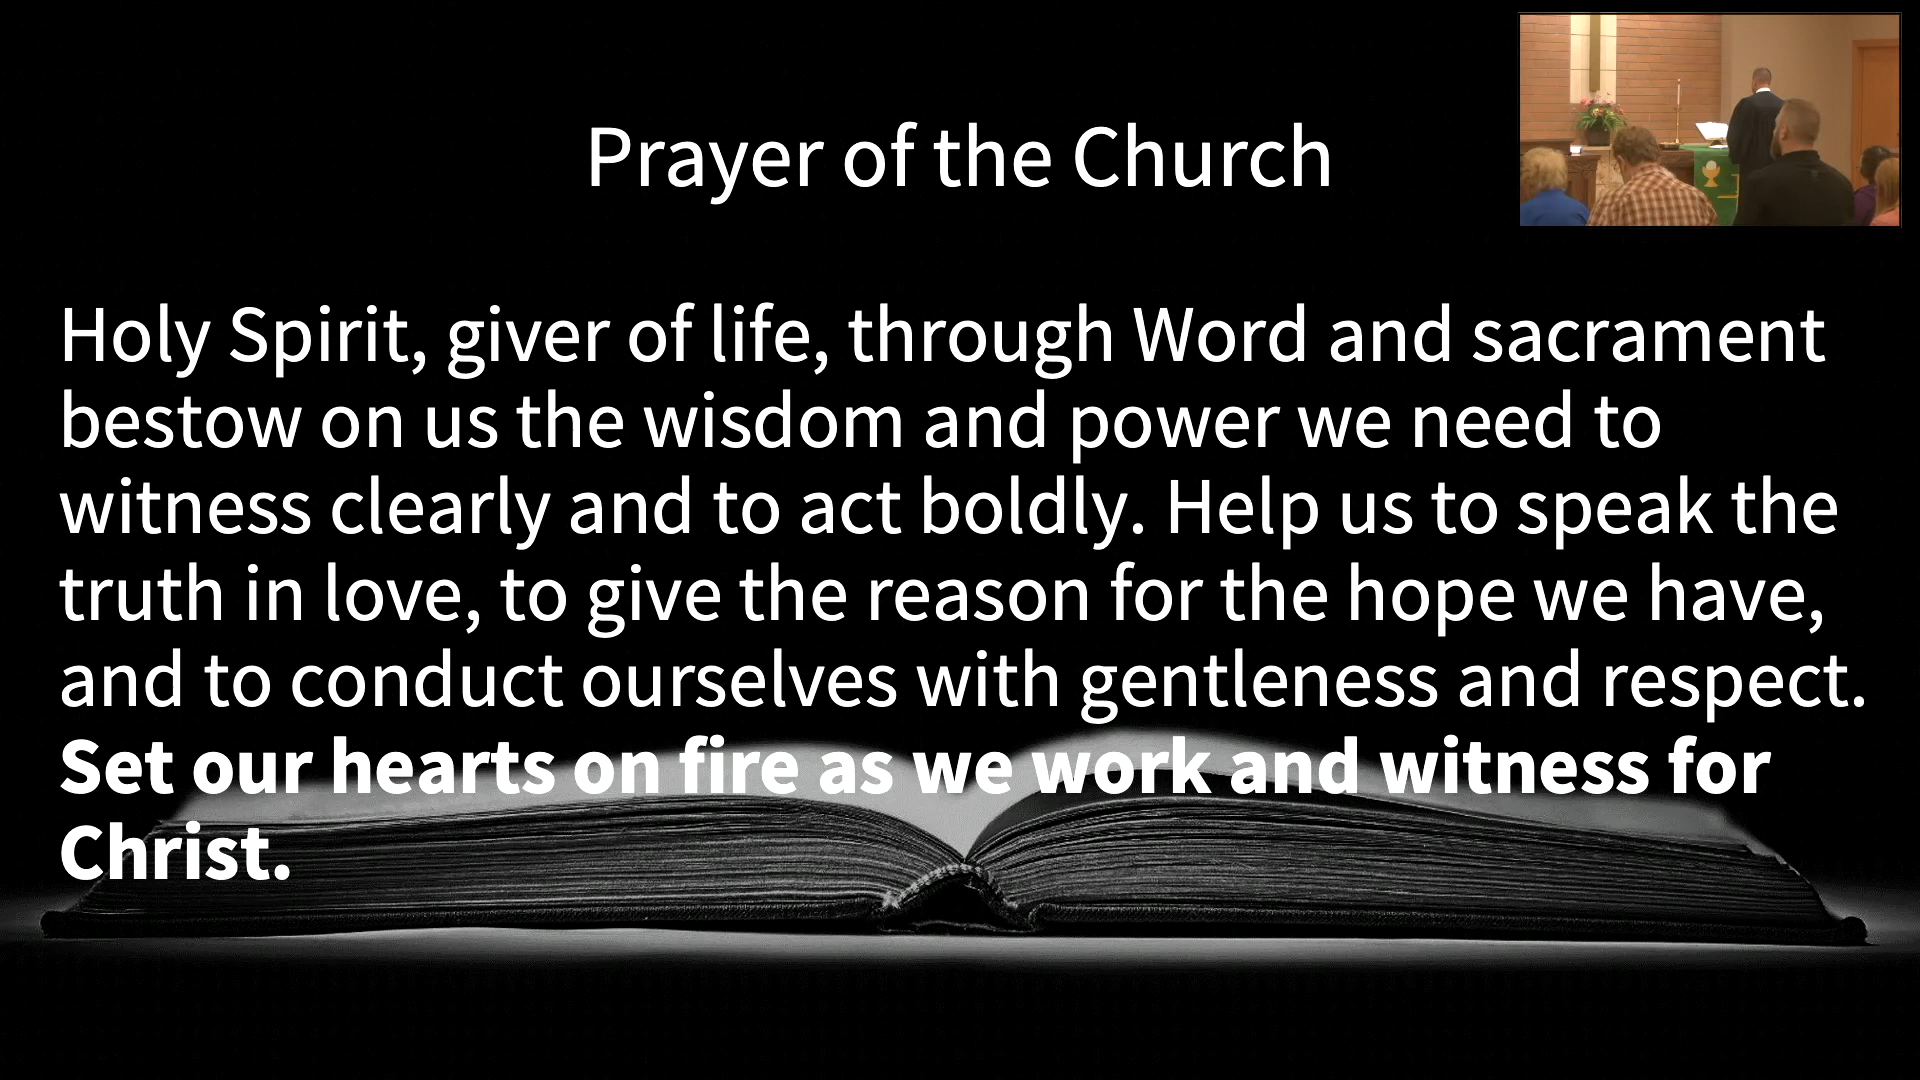 Prayer of the Church
Holy Spirit, giver of life, through Word and sacrament
bestow on us the wisdom and power we need to
witness clearly and to act boldly. Help us to speak the
truth in love, to give the reason for the hope we have,
and to conduct ourselves with gentleness and respect.
Set our hearts on fire as we work and witness for
Christ.